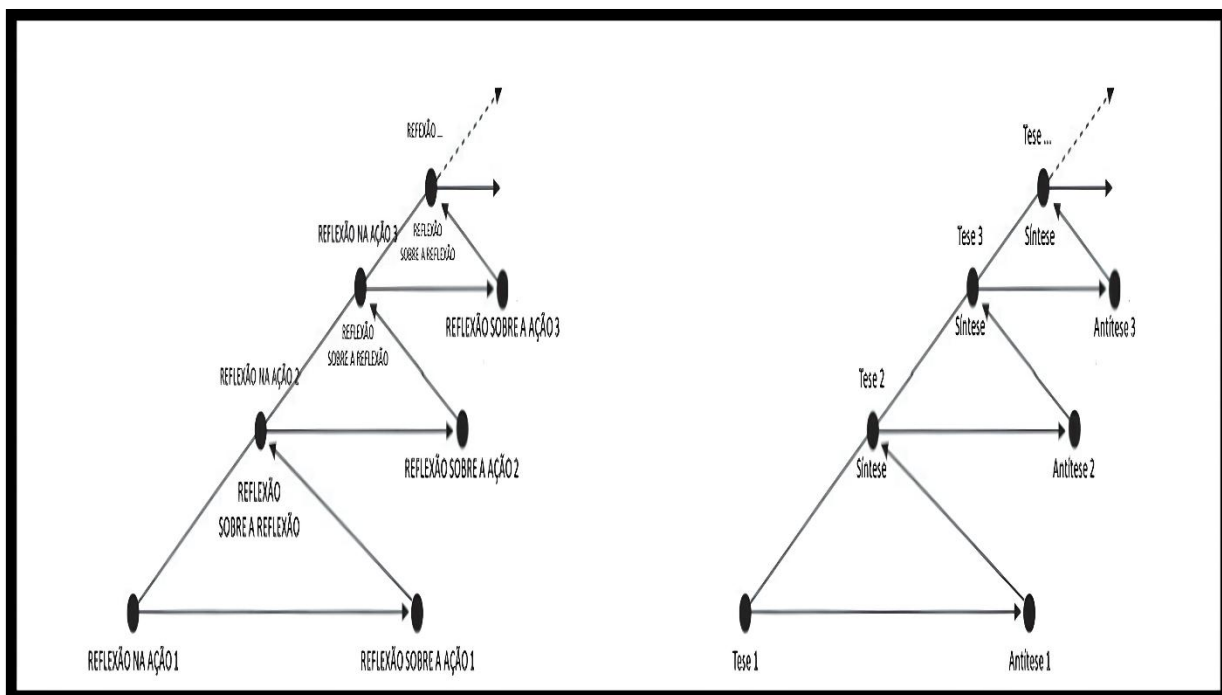 REFEXÃO ...
REFLEXÃO
SOBRE A REFLEXÃO
REFLEXÃO NA AÇÃO 3
REFLEXÃO SOBRE A AÇÃO 3
REFLEXÃO
SOBRE A REFLEXÃO
REFLEXÃO NA AÇÃO 2
REFLEXÃO SOBRE A AÇÃO 2
REFLEXÃO
SOBRE A REFLEXÃO
REFLEXÃO NA AÇÃO 1
REFLEXÃO SOBRE A AÇÃO 1
Tese ...
Tese 3
Síntese
Síntese
Antítese 3
Tese 2
Síntese
Antítese 2
Tese 1
Antítese 1